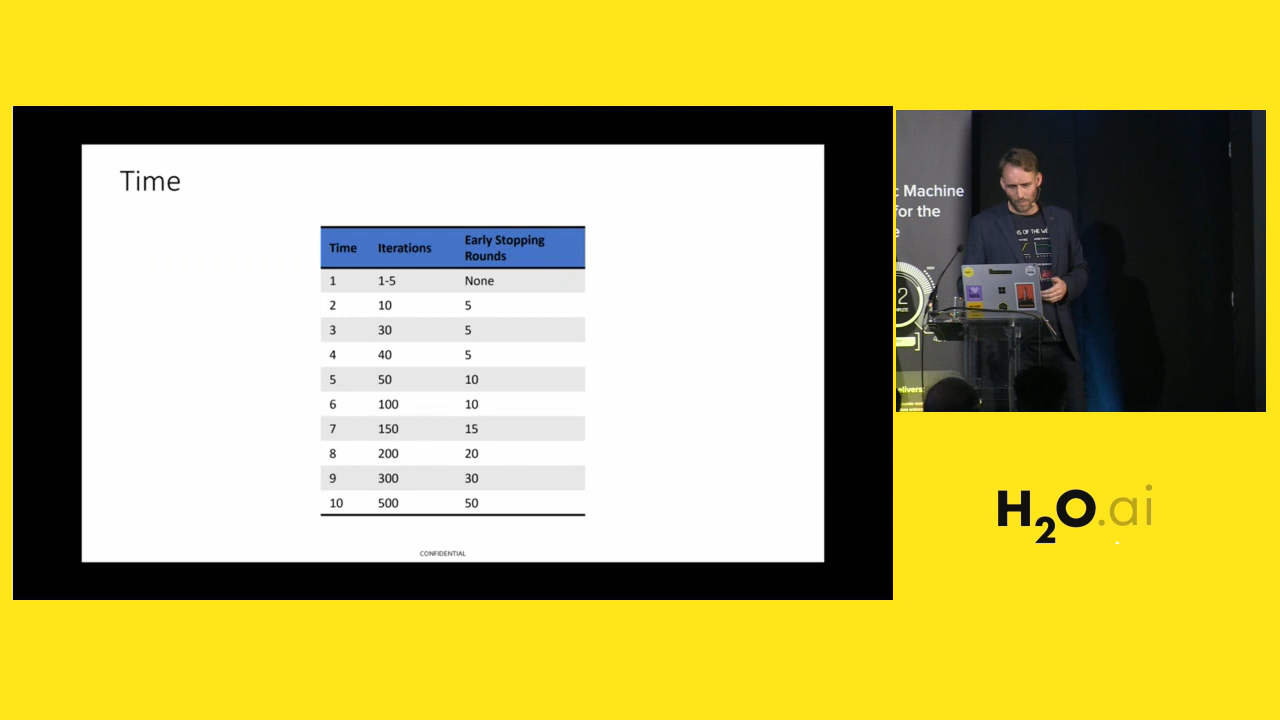 Time
Time Iterations Early Stopping Rounds
1 1-5 None
2 10 5
3 30 5
4 40 5
5 50 10
6 100 10
7 150 15
8 200 20
9 300 30
10 500 50
CONFIDENTIAL
c Machine
for the
e
2
elivers:
H2O.ai